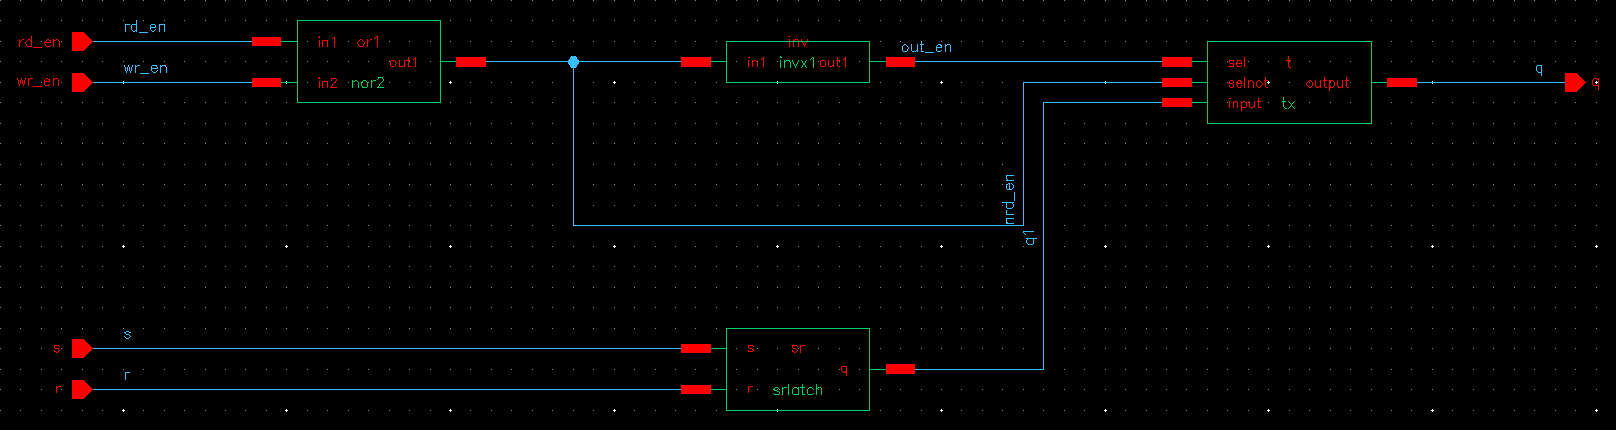 rd_en
rd_en in1 or1
out1
wr_en
wr_en in2 nor2
inv
in1 invx1 out1
out_en
sel t
selnot output
input tx
q
q
nrd_en
q1
s
s s sr
q
r
r r srlatch